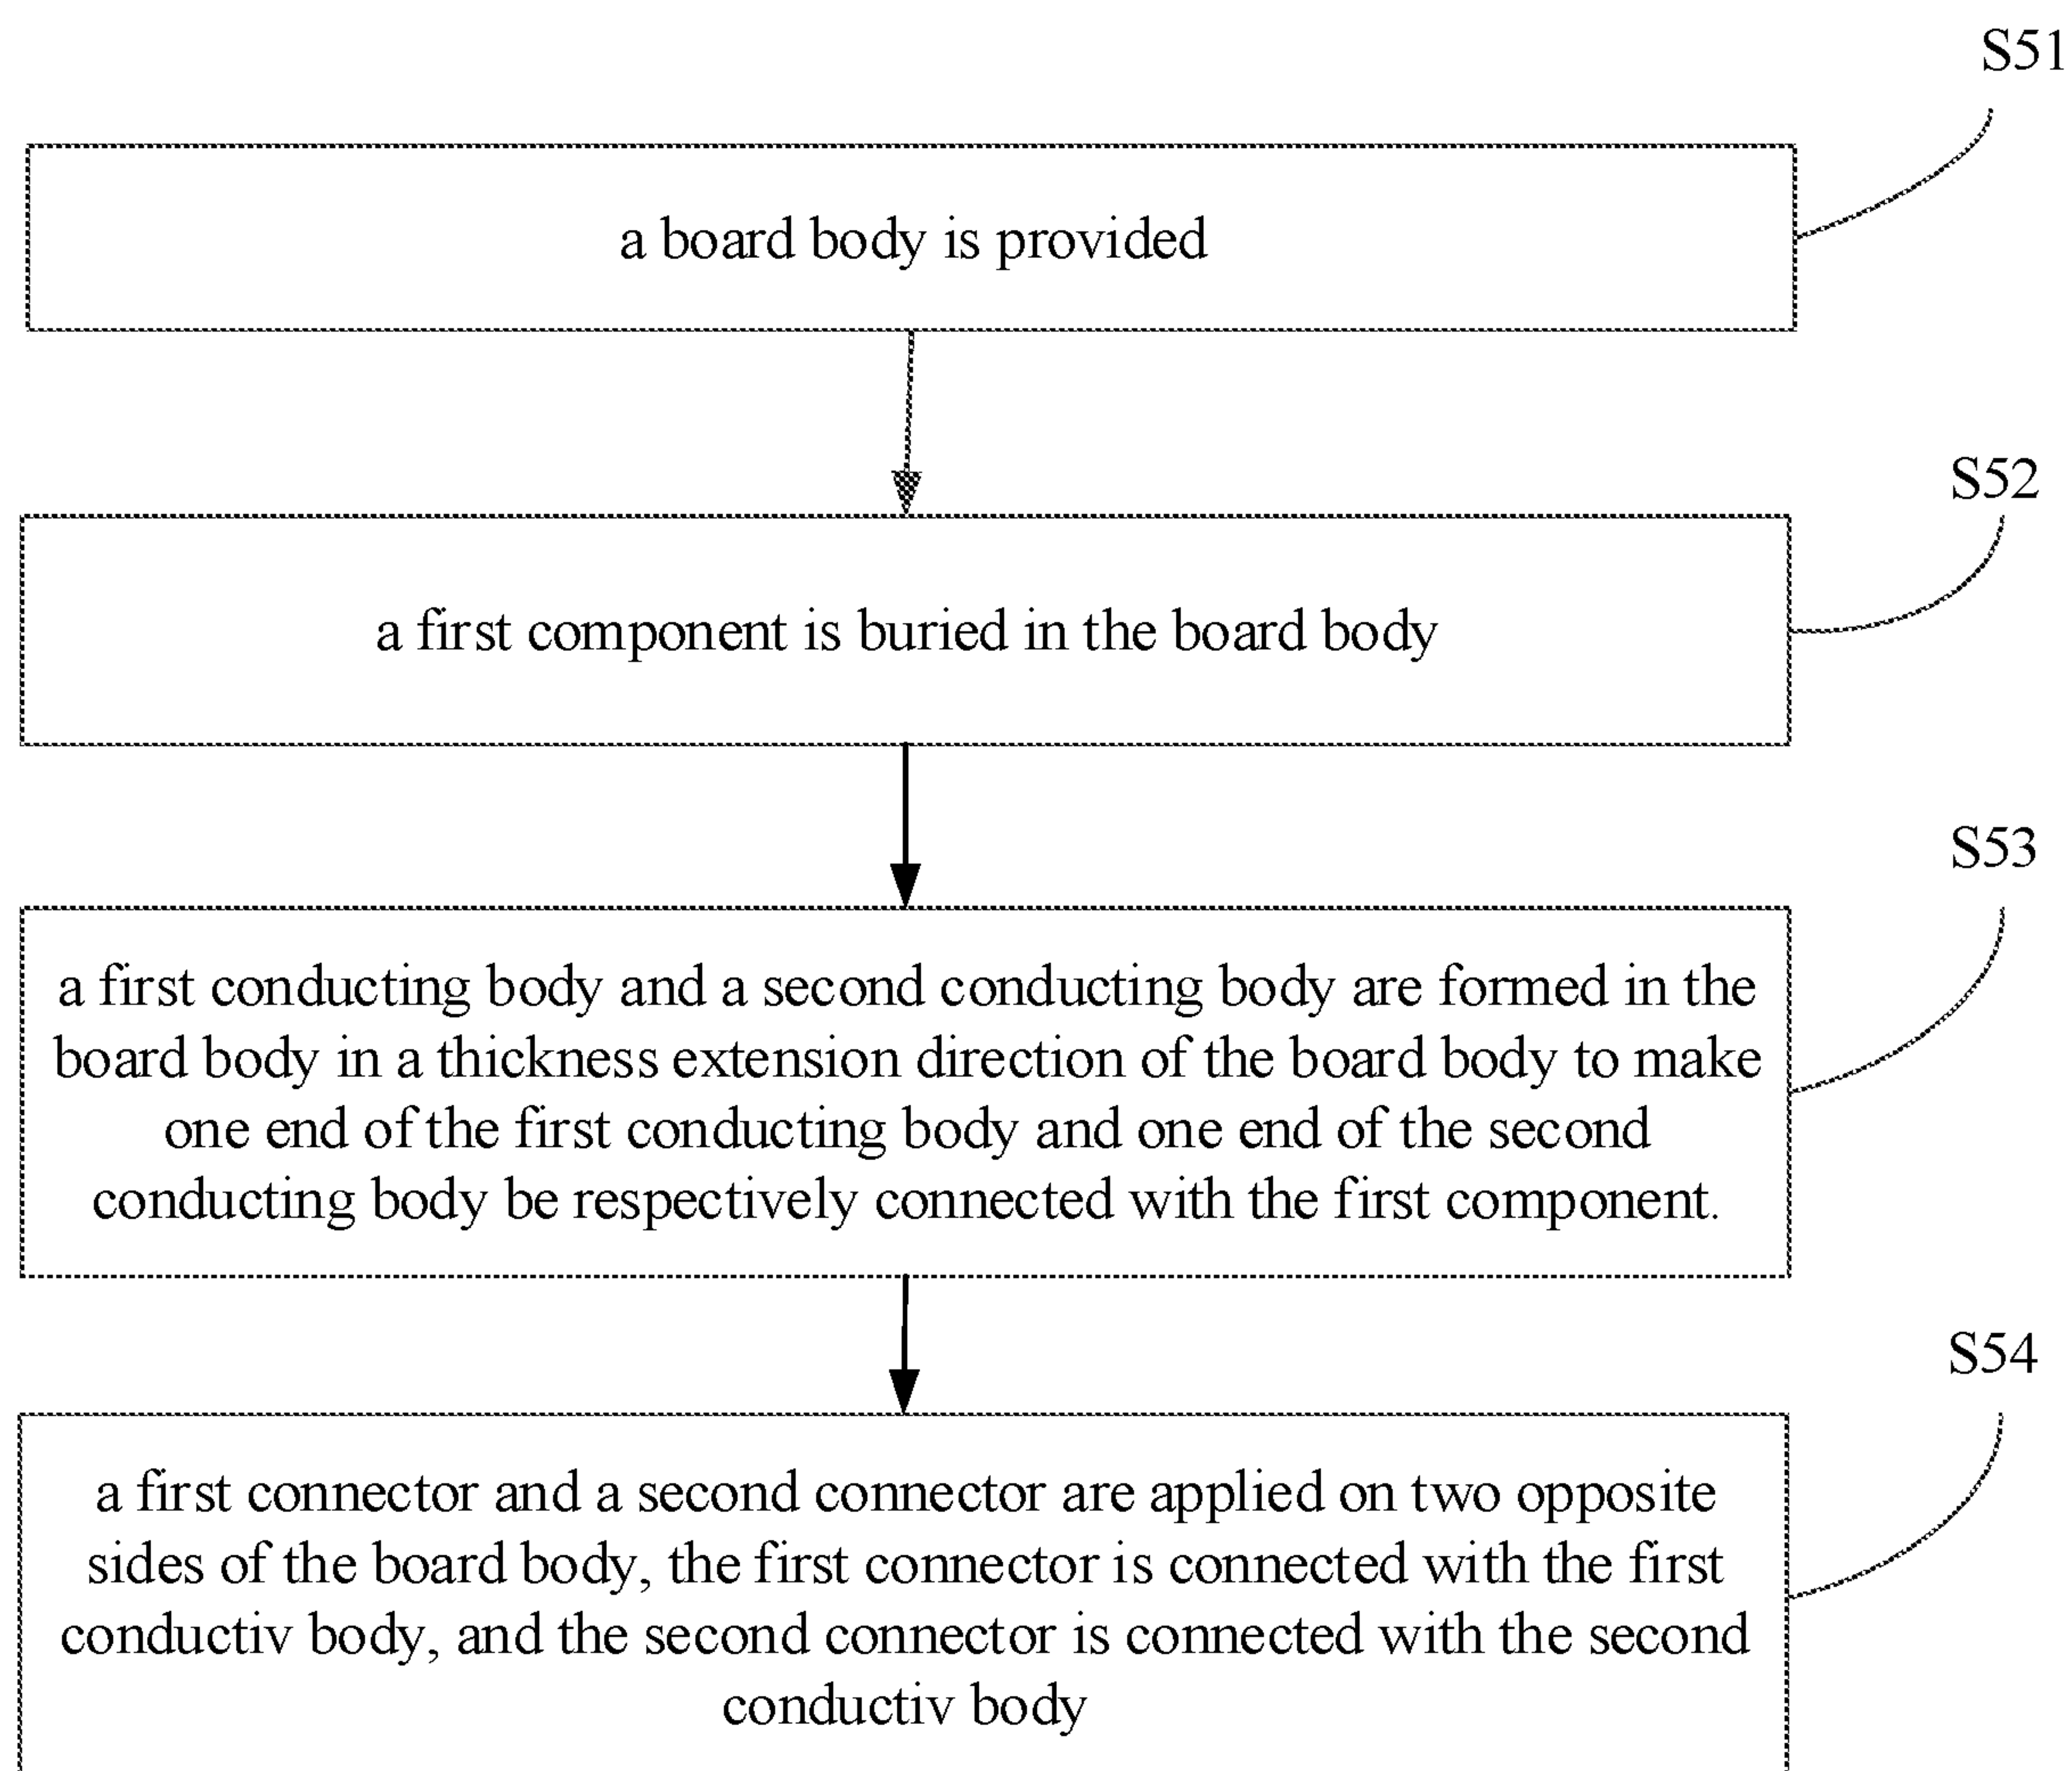 S51
a board body is provided
S52
a first component is buried in the board body
S53
a first conducting body and a second conducting body are formed in the
board body in a thickness extension direction of the board body to make
one end of the first conducting body and one end of the second
conducting body be respectively connected with the first component.
S54
a first connector and a second connector are applied on two opposite
sides of the board body, the first connector is connected with the first
conductiv body, and the second connector is connected with the second
conductiv body